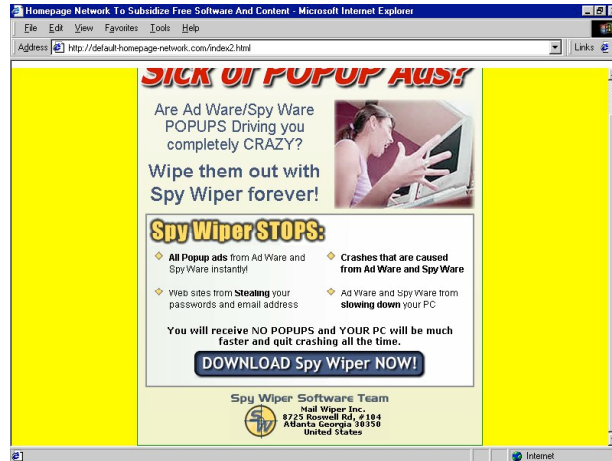 Homepage Network To Subsidize Free Software And Content - Microsoft Internet Explorer
File Edit View Favorites Tools Help
Address http://default-homepage-network.com/index2.html Links
Sick of POPUP Ads?
Are Ad Ware/Spy Ware
POPUPS Driving you
completely CRAZY?
Wipe them out with
Spy Wiper forever!
Spy Wiper STOPS:
All Popup ads from Ad Ware and
Spy Ware instantly!
Crashes that are caused
from Ad Ware and Spy Ware
Web sites from Stealing your
passwords and email address
Ad Ware and Spy Ware from
slowing down your PC
You will receive NO POPUPS and YOUR PC will be much
faster and quit crashing all the time.
DOWNLOAD Spy Wiper NOW!
Spy Wiper Software Team
SW
Mail Wiper Inc.
8725 Roswell Rd, #104
Atlanta Georgia 30350
United States
Internet